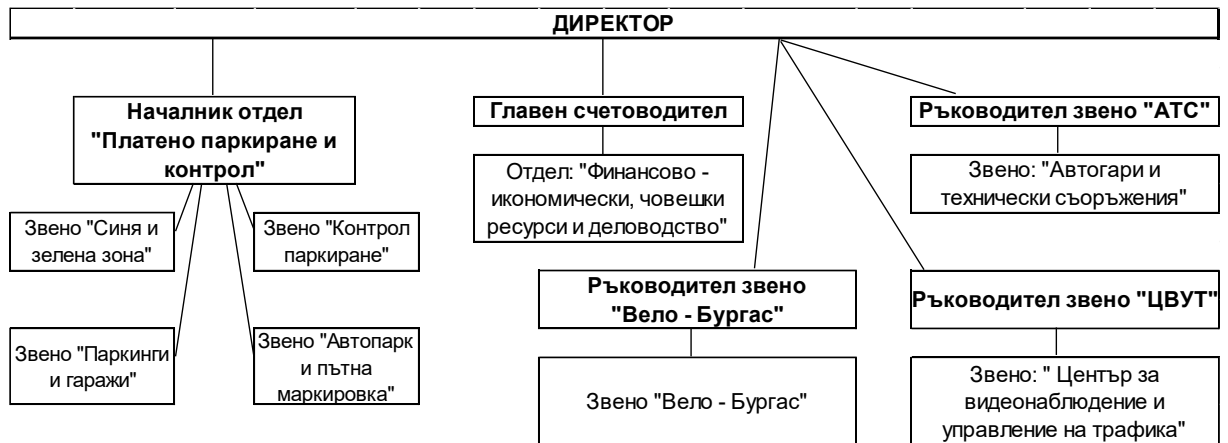 ДИРЕКТОР
Началник отдел
"Платено паркиране и
контрол"
Главен счетоводител
Ръководител звено "АТС"
Отдел: "Финансово -
икономически, човешки
ресурси и деловодство"
Звено: "Автогари и
технически съоръжения"
Звено "Синя и
зелена зона"
Звено "Контрол
паркиране"
Ръководител звено
"Вело - Бургас"
Ръководител звено "ЦВУТ"
Звено "Паркинги
и гаражи"
Звено "Автопарк
и пътна
маркировка"
Звено "Вело - Бургас"
Звено: " Център за
видеонаблюдение и
управление на трафика"